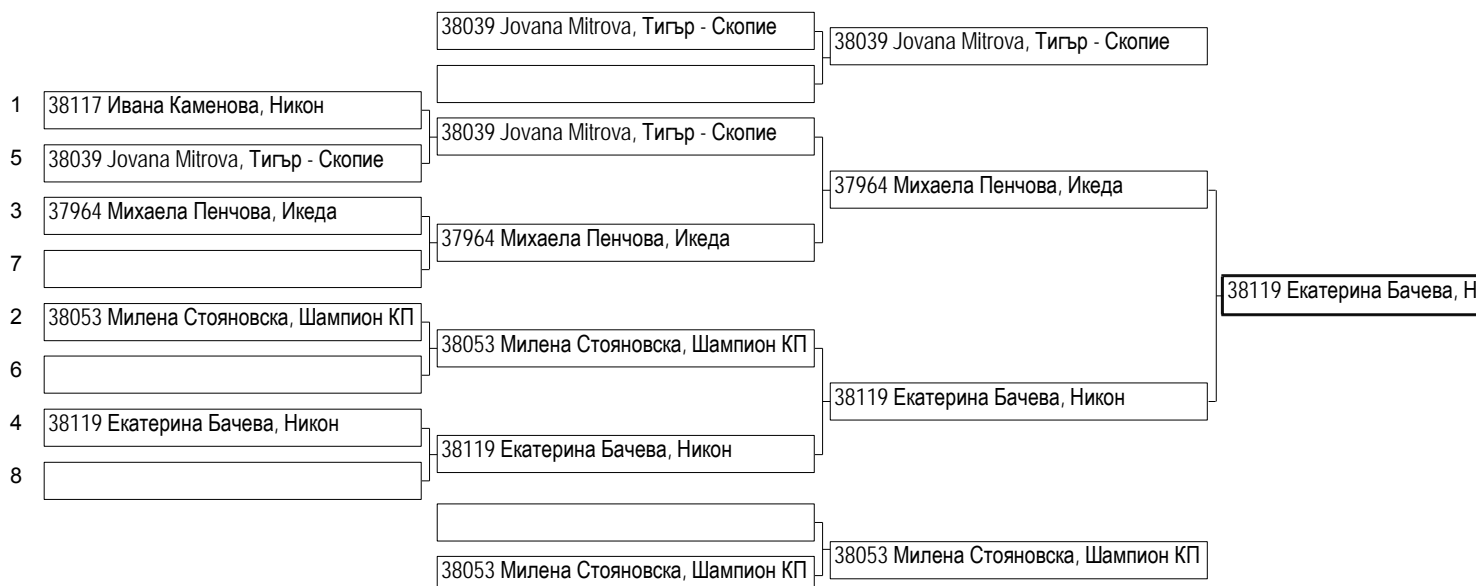 38039 Jovana Mitrova, Тигър - Скопие
38039 Jovana Mitrova, Тигър - Скопие
1 38117 Ивана Каменова, Никон
38039 Jovana Mitrova, Тигър - Скопие
5 38039 Jovana Mitrova, Тигър - Скопие
37964 Михаела Пенчова, Икеда
3 37964 Михаела Пенчова, Икеда
37964 Михаела Пенчова, Икеда
7
38119 Екатерина Бачева, Н
2 38053 Милена Стояновска, Шампион КП
38053 Милена Стояновска, Шампион КП
6
38119 Екатерина Бачева, Никон
4 38119 Екатерина Бачева, Никон
38119 Екатерина Бачева, Никон
8
38053 Милена Стояновска, Шампион КП
38053 Милена Стояновска, Шампион КП